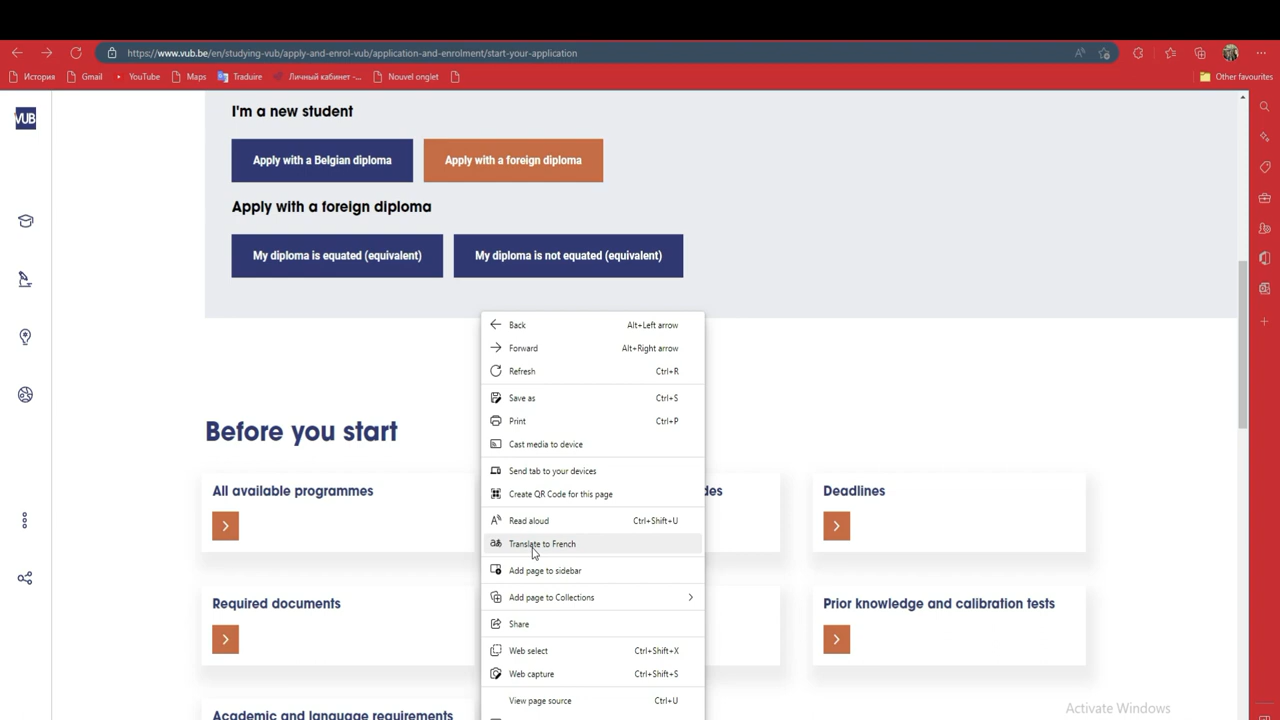 https://www.vub.be/en/studying-vub/apply-and-enrol-vub/application-and-enrolment/start-your-application
История Gmail YouTube Maps Traduire Личный кабинет -... Nouvel onglet Other favourites
VUB
I'm a new student
Apply with a Belgian diploma Apply with a foreign diploma
Apply with a foreign diploma
My diploma is equated (equivalent) My diploma is not equated (equivalent)
Back Alt+Left arrow
Forward Alt+Right arrow
Refresh Ctrl+R
Save as Ctrl+S
Print Ctrl+P
Cast media to device
Send tab to your devices
Create QR Code for this page
Read aloud Ctrl+Shift+U
Translate to French
Add page to sidebar
Add page to Collections
Share
Web select Ctrl+Shift+X
Web capture Ctrl+Shift+S
View page source Ctrl+U
Before you start
All available programmes
des
Deadlines
Required documents
Prior knowledge and calibration tests
Academic and language requirements
Activate Windows